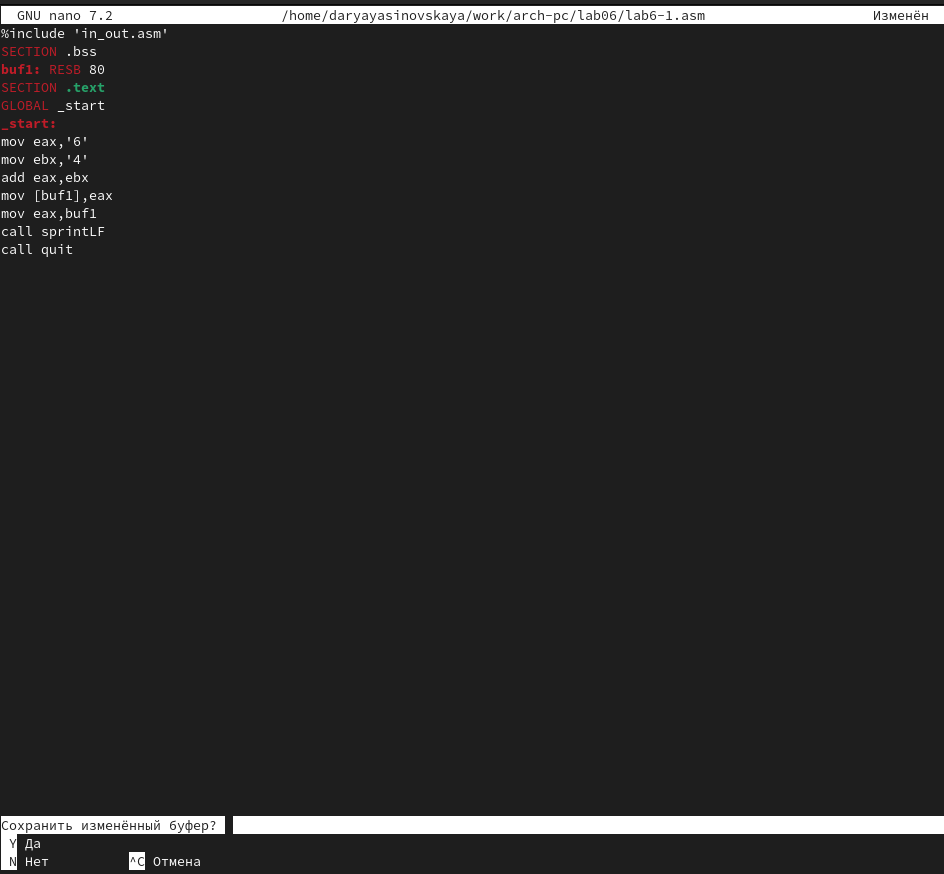 GNU nano 7.2 /home/daryayasinovskaya/work/arch-pc/lab06/lab6-1.asm Изменён
%include 'in_out.asm'
SECTION .bss
buf1: RESB 80
SECTION .text
GLOBAL _start
_start:
mov eax,'6'
mov ebx,'4'
add eax,ebx
mov [buf1],eax
mov eax,buf1
call sprintLF
call quit
Сохранить изменённый буфер?
Y Да
N Нет ^C Отмена